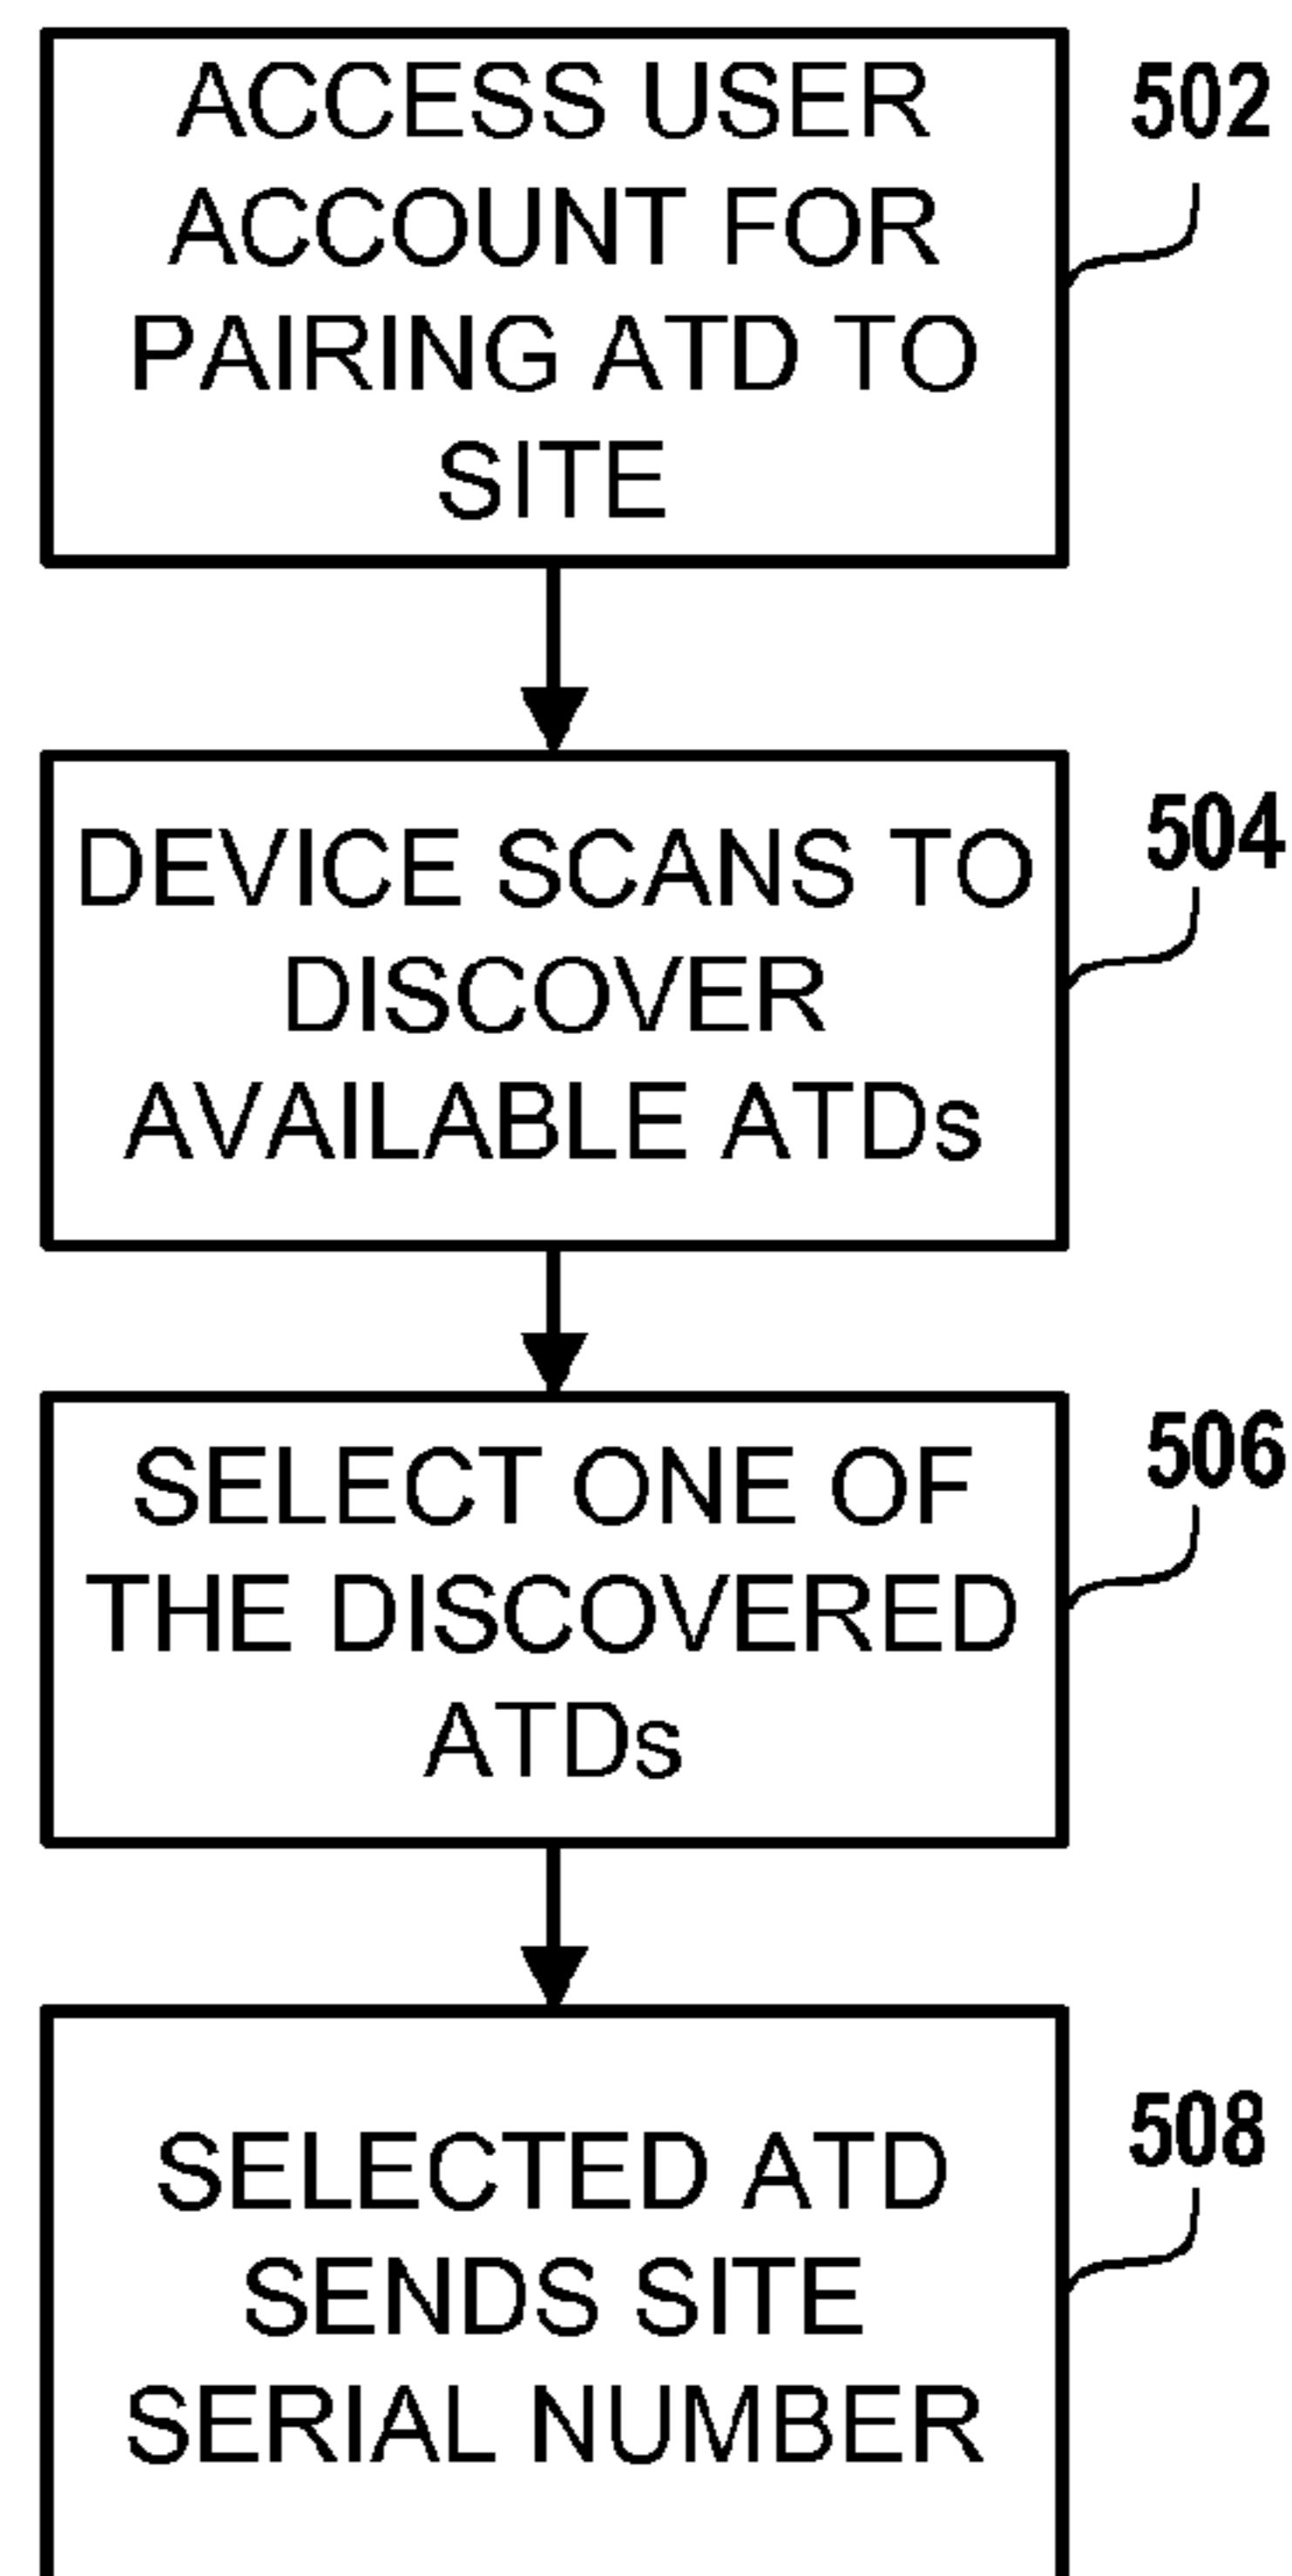 ACCESS USER
ACCOUNT FOR
PAIRING ATD TO
SITE
502
DEVICE SCANS TO
DISCOVER
AVAILABLE ATDs
504
SELECT ONE OF
THE DISCOVERED
ATDs
506
SELECTED ATD
SENDS SITE
SERIAL NUMBER
508